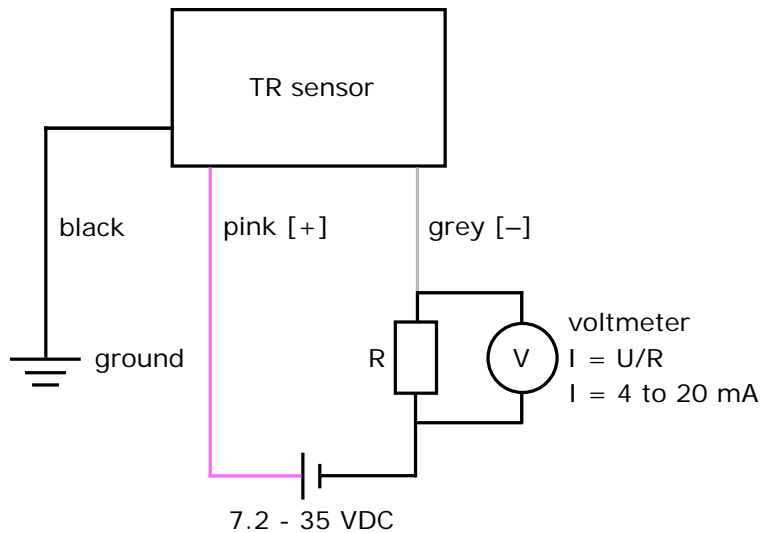 TR sensor
black
pink [+]
grey [–]
ground
R
V
voltmeter
I = U/R
I = 4 to 20 mA
7.2 - 35 VDC